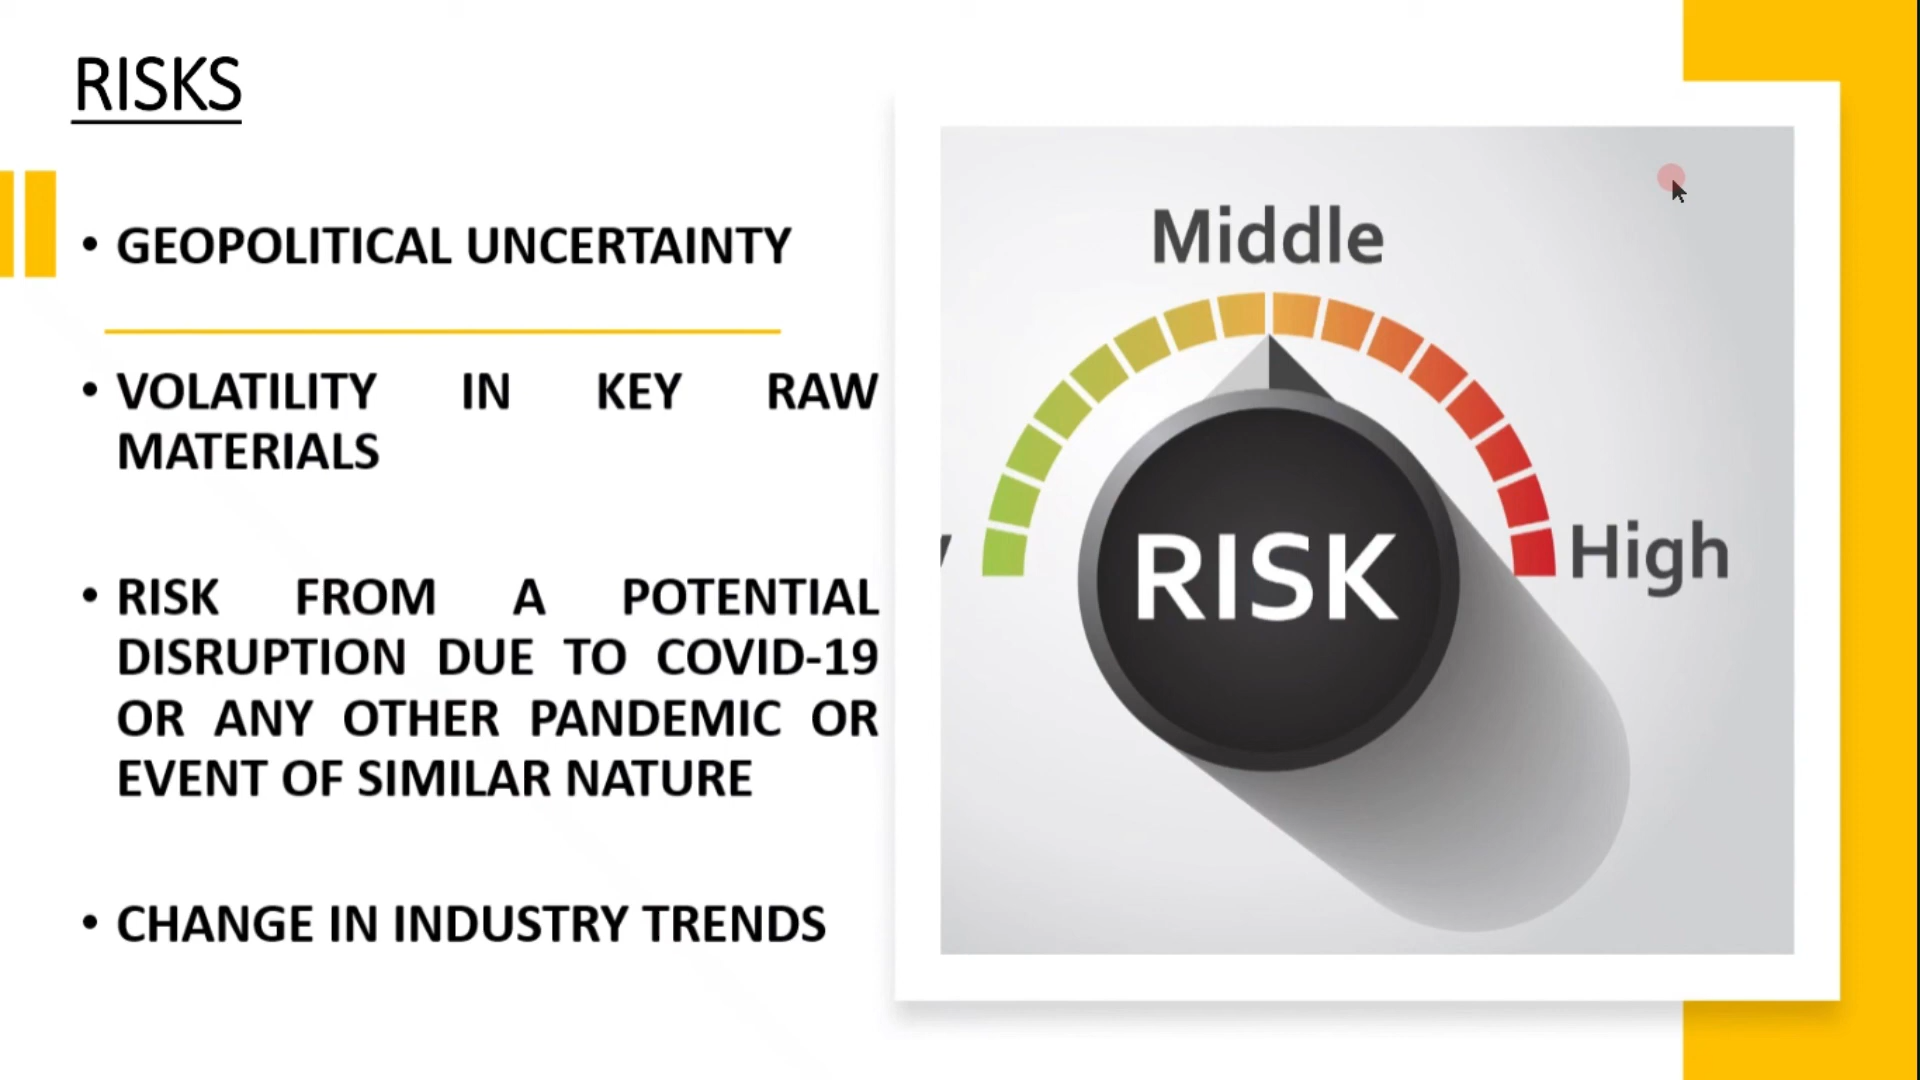 RISKS
• GEOPOLITICAL UNCERTAINTY
• VOLATILITY IN KEY RAW
MATERIALS
• RISK FROM A POTENTIAL
DISRUPTION DUE TO COVID-19
OR ANY OTHER PANDEMIC OR
EVENT OF SIMILAR NATURE
• CHANGE IN INDUSTRY TRENDS
Middle
High
RISK